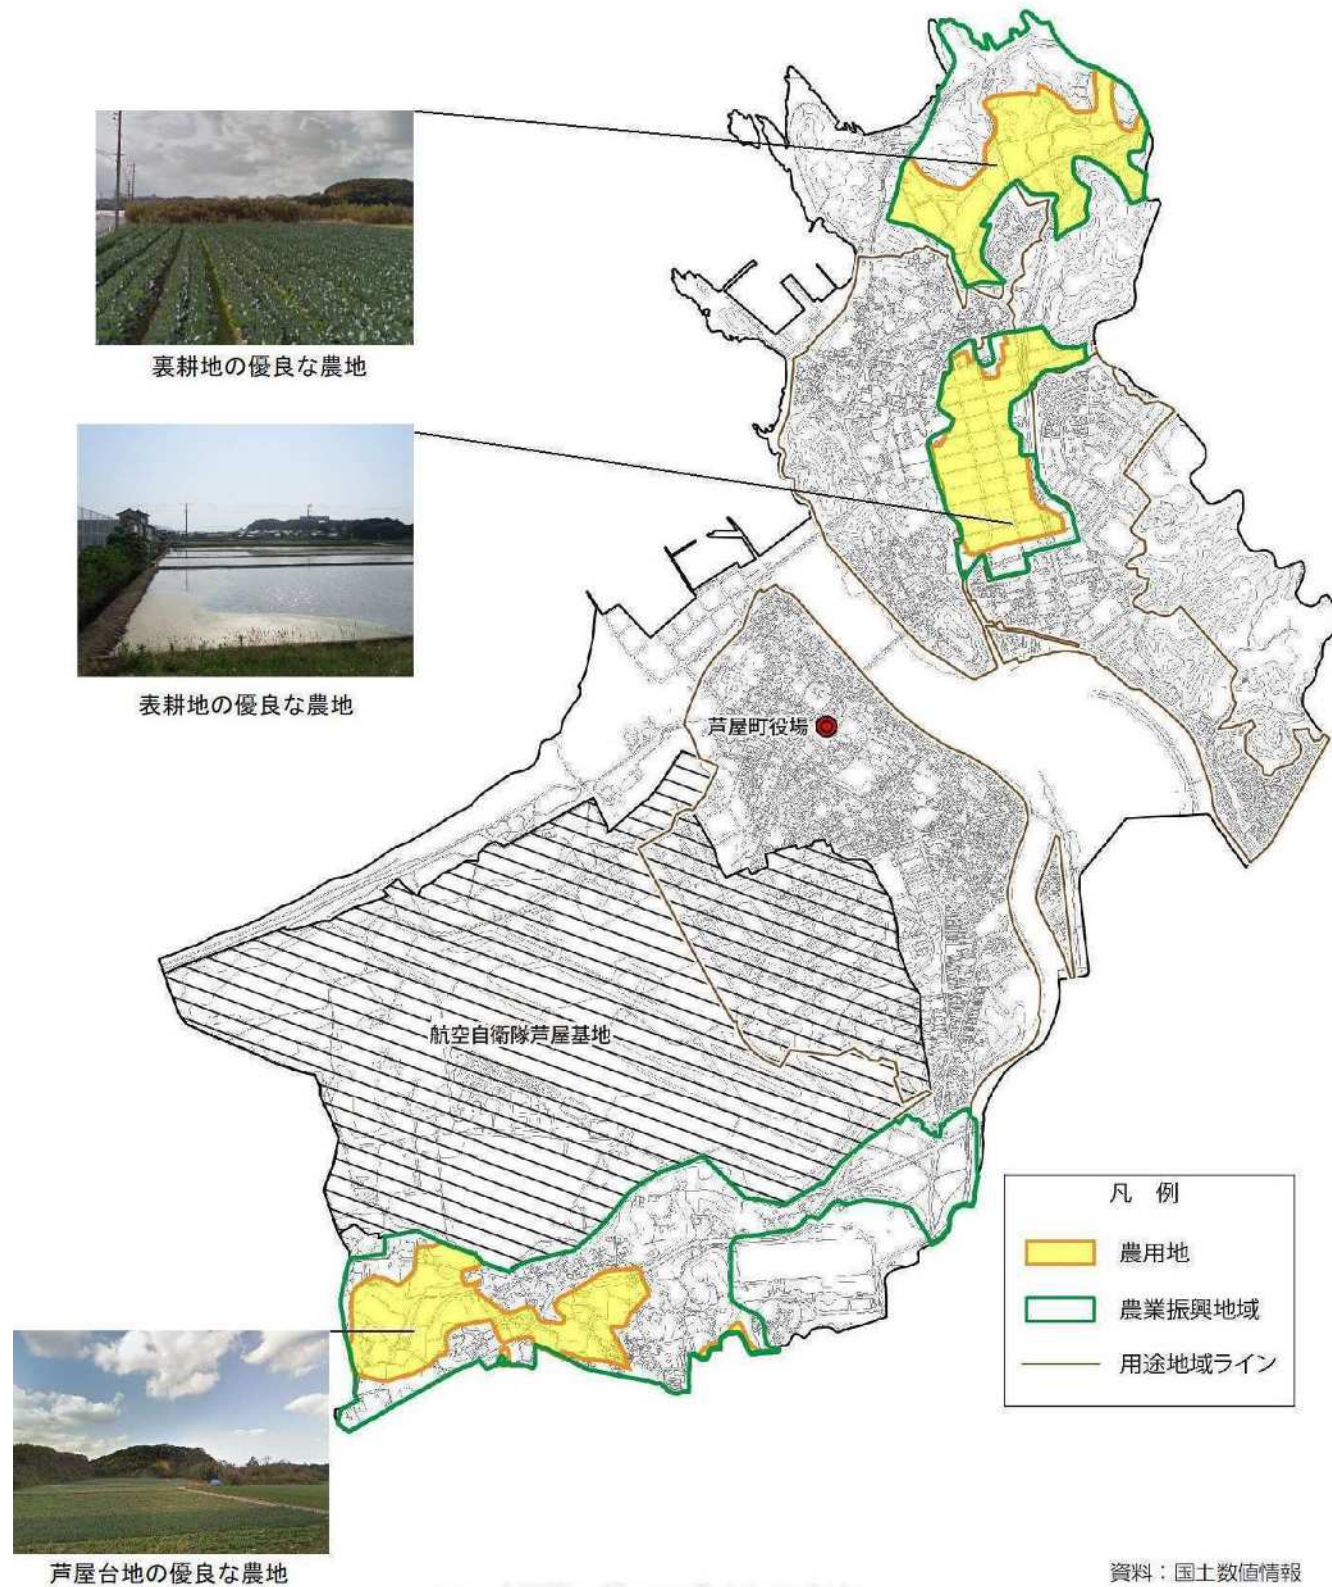 裏耕地の優良な農地
表耕地の優良な農地
芦屋町役場
航空自衛隊芦屋基地
凡 例
農用地
農業振興地域
用途地域ライン
芦屋台地の優良な農地
資料：国土数値情報